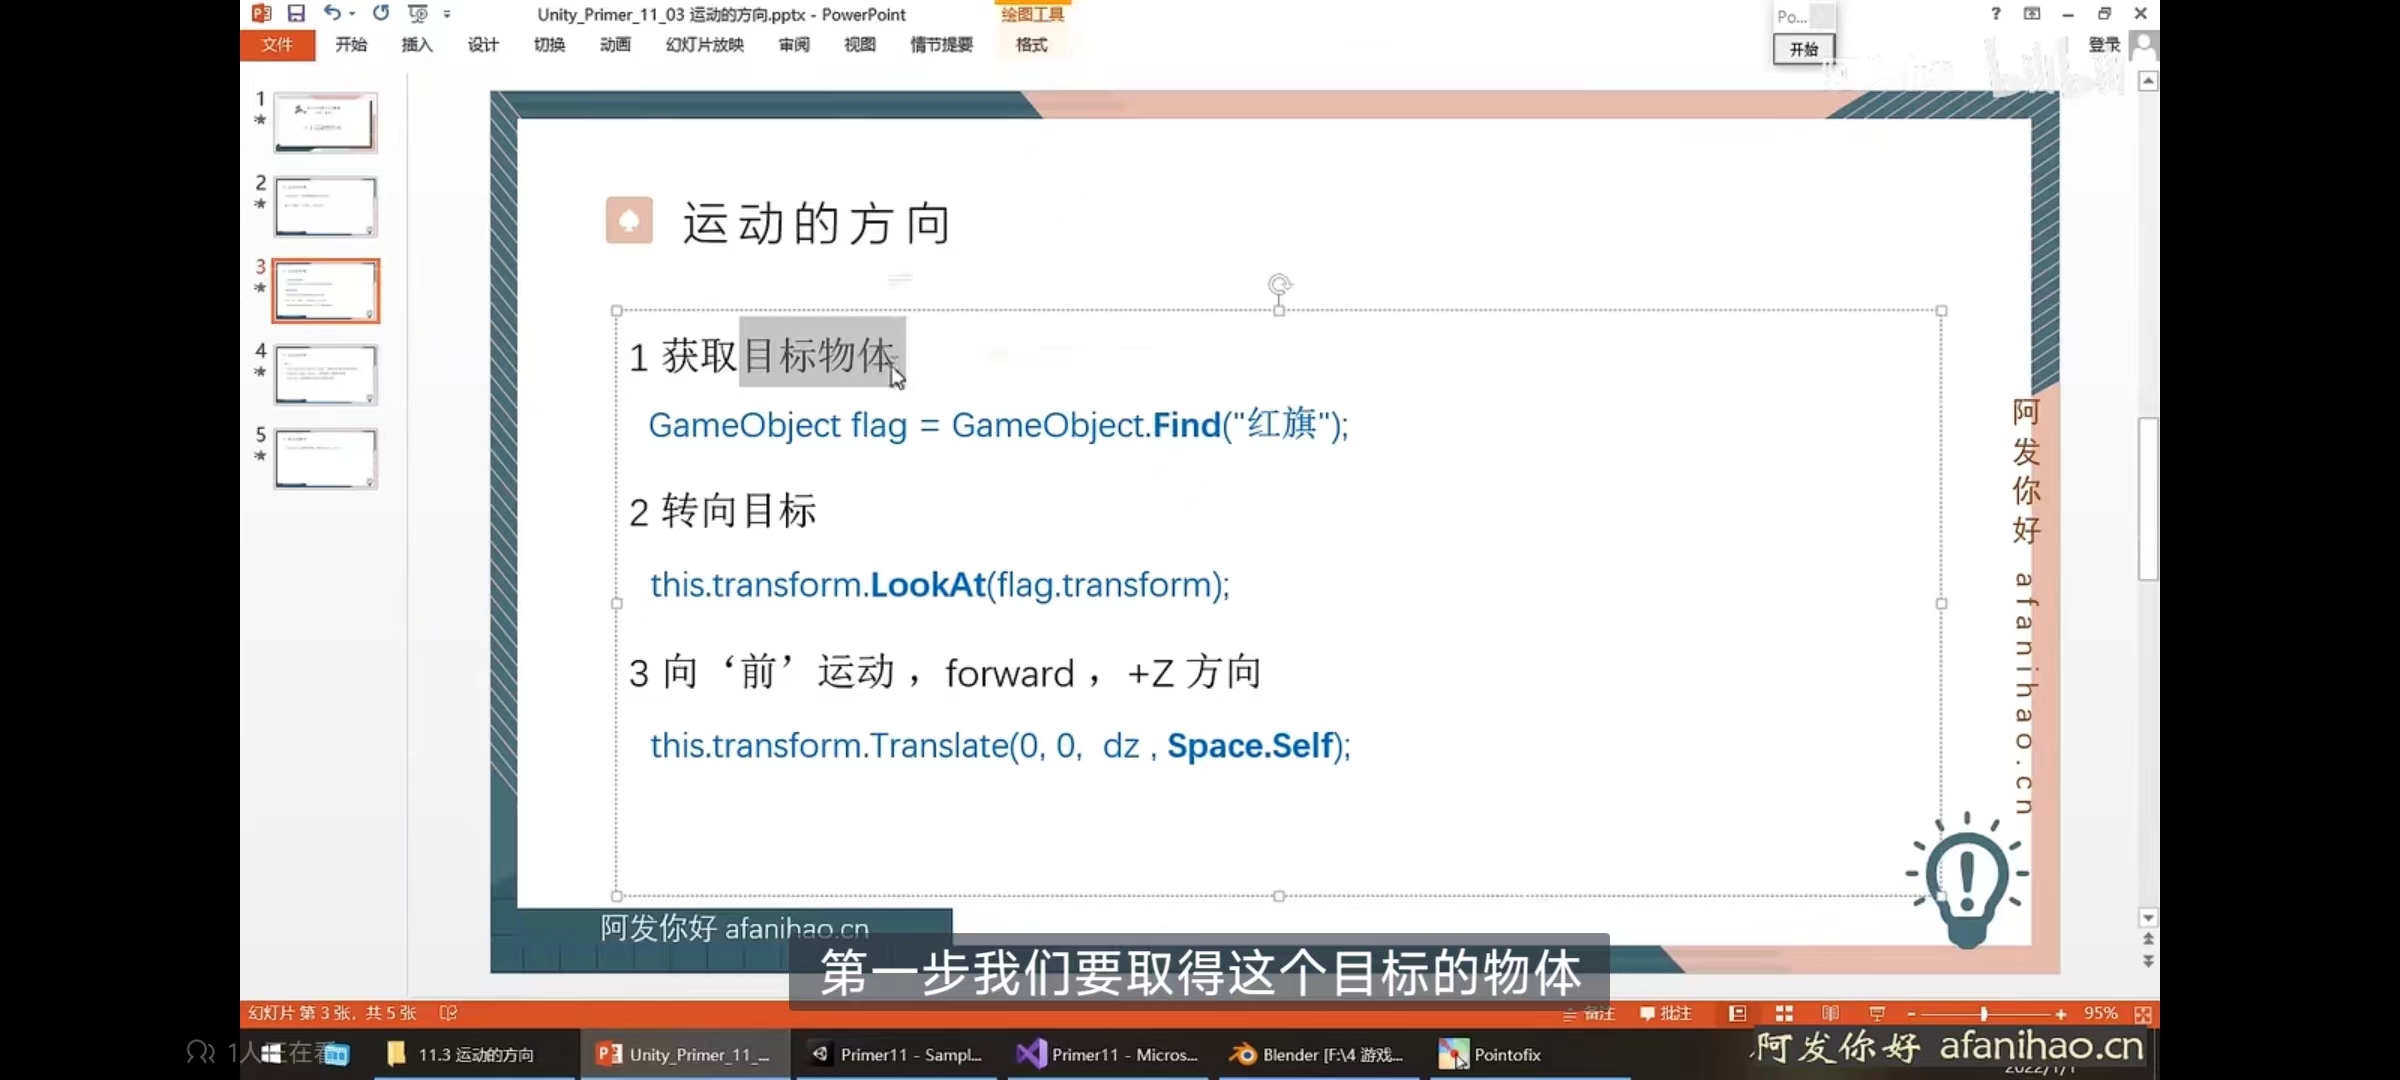 Unity_Primer_11_03 运动的方向.pptx - PowerPoint
绘图工具
Po...
文件
开始
插入
设计
切换
动画
幻灯片放映
审阅
视图
情节提要
格式
开始
登录
1
2
3
4
5
运动的方向
1 获取目标物体
GameObject flag = GameObject.Find("红旗");
2 转向目标
this.transform.LookAt(flag.transform);
3 向‘前’运动，forward，+Z 方向
this.transform.Translate(0, 0, dz , Space.Self);
阿发你好 afanihao.cn
阿发你好 afanihao.cn
第一步我们要取得这个目标的物体
幻灯片 第 3 张，共 5 张
备注
批注
95%
1人正在看
11.3 运动的方向
Unity_Primer_11_...
Primer11 - Sampl...
Primer11 - Micros...
Blender [F:\4 游戏...
Pointofix
阿发你好 afanihao.cn
2022/1/1